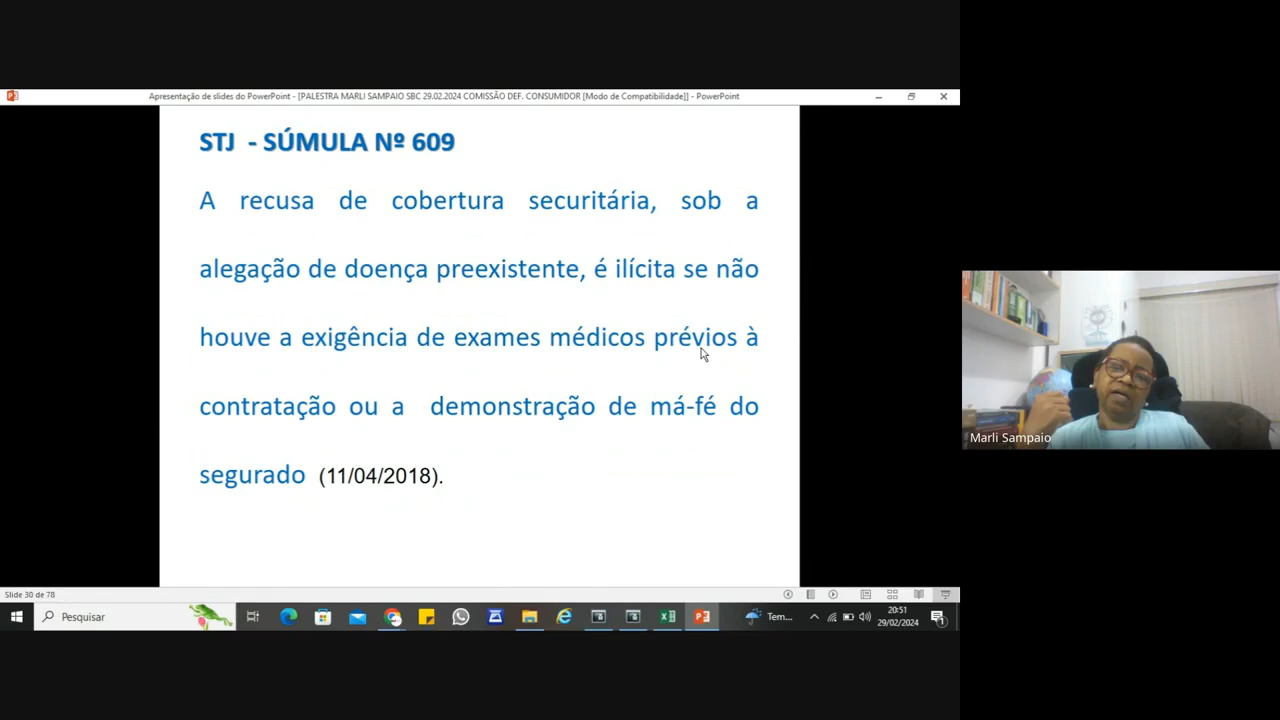 Apresentação de slides do PowerPoint - [PALESTRA MARLI SAMPAIO SBC 29.02.2024 COMISSÃO DEF. CONSUMIDOR [Modo de Compatibilidade]] - PowerPoint
STJ - SÚMULA Nº 609
A recusa de cobertura securitária, sob a
alegação de doença preexistente, é ilícita se não
houve a exigência de exames médicos prévios à
contratação ou a demonstração de má-fé do
segurado (11/04/2018).
Marli Sampaio
Slide 30 de 78
Pesquisar
Tem...
20:51
29/02/2024
1